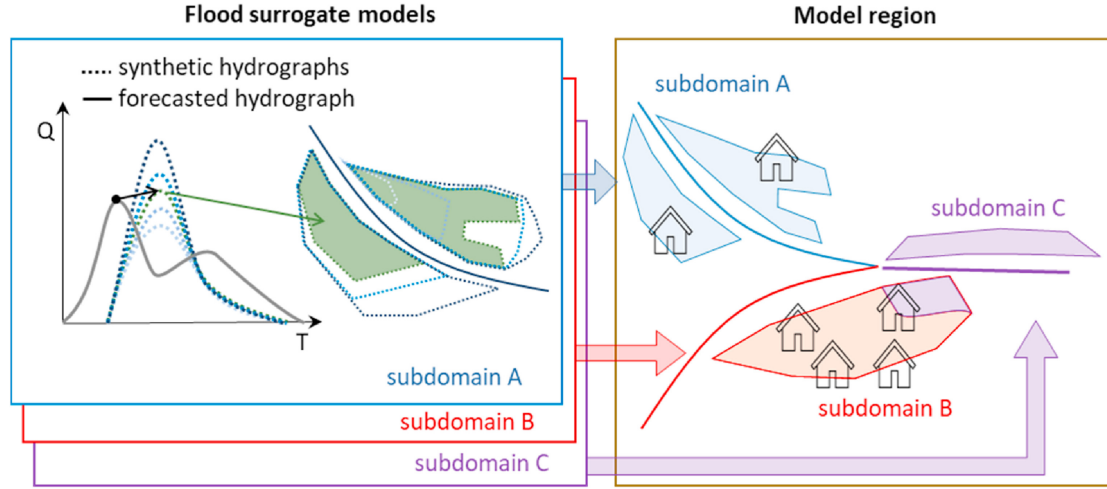 Flood surrogate models
Model region
synthetic hydrographs
forecasted hydrograph
Q
T
subdomain A
subdomain B
subdomain C
subdomain A
subdomain C
subdomain B